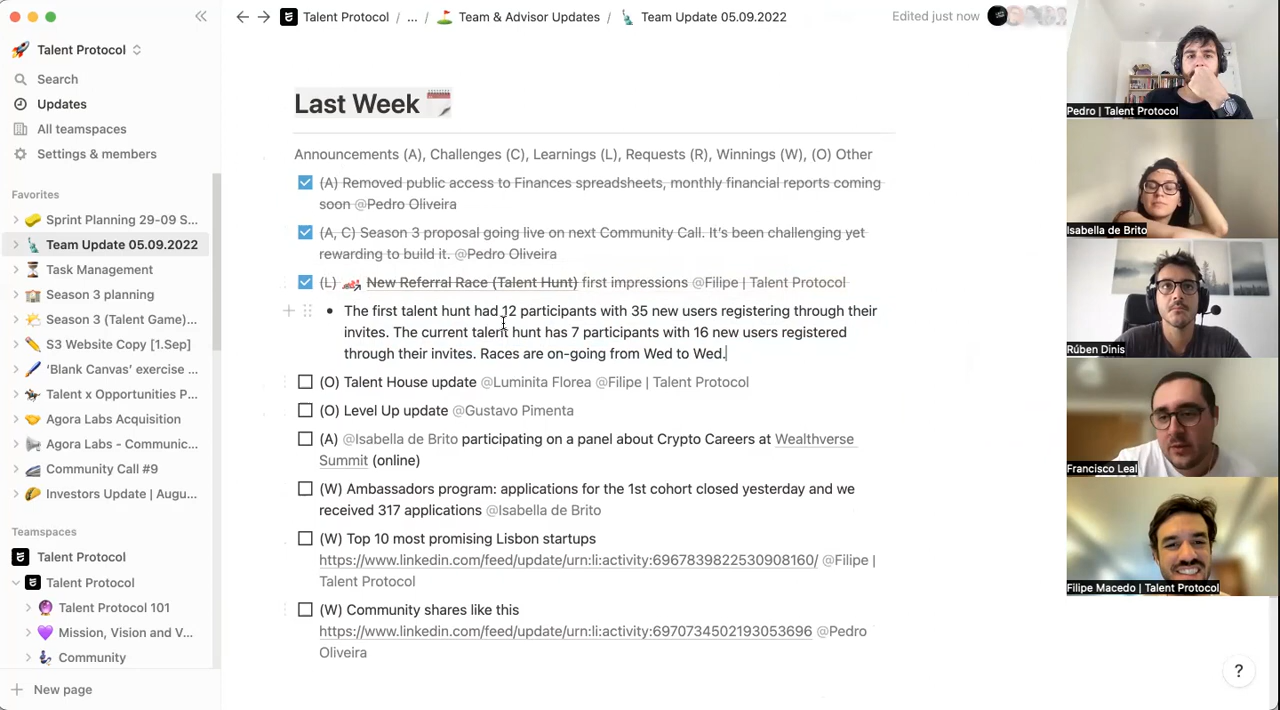 Talent Protocol / ... / Team & Advisor Updates / Team Update 05.09.2022
Edited just now
Talent Protocol
Search
Updates
All teamspaces
Settings & members
Favorites
Sprint Planning 29-09 S...
Team Update 05.09.2022
Task Management
Season 3 planning
Season 3 (Talent Game)...
S3 Website Copy [1.Sep]
‘Blank Canvas’ exercise ...
Talent x Opportunities P...
Agora Labs Acquisition
Agora Labs - Communic...
Community Call #9
Investors Update | Augu...
Teamspaces
Talent Protocol
Talent Protocol
Talent Protocol 101
Mission, Vision and V...
Community
New page
Last Week
Announcements (A), Challenges (C), Learnings (L), Requests (R), Winnings (W), (O) Other
(A) Removed public access to Finances spreadsheets, monthly financial reports coming
soon @Pedro Oliveira
(A, C) Season 3 proposal going live on next Community Call. It’s been challenging yet
rewarding to build it. @Pedro Oliveira
(L) New Referral Race (Talent Hunt) first impressions @Filipe | Talent Protocol
The first talent hunt had 12 participants with 35 new users registering through their
invites. The current talent hunt has 7 participants with 16 new users registered
through their invites. Races are on-going from Wed to Wed.
(O) Talent House update @Luminita Florea @Filipe | Talent Protocol
(O) Level Up update @Gustavo Pimenta
(A) @Isabella de Brito participating on a panel about Crypto Careers at Wealthverse
Summit (online)
(W) Ambassadors program: applications for the 1st cohort closed yesterday and we
received 317 applications @Isabella de Brito
(W) Top 10 most promising Lisbon startups
https://www.linkedin.com/feed/update/urn:li:activity:6967839822530908160/ @Filipe |
Talent Protocol
(W) Community shares like this
https://www.linkedin.com/feed/update/urn:li:activity:6970734502193053696 @Pedro
Oliveira
?
Pedro | Talent Protocol
Isabella de Brito
Rúben Dinis
Francisco Leal
Filipe Macedo | Talent Protocol